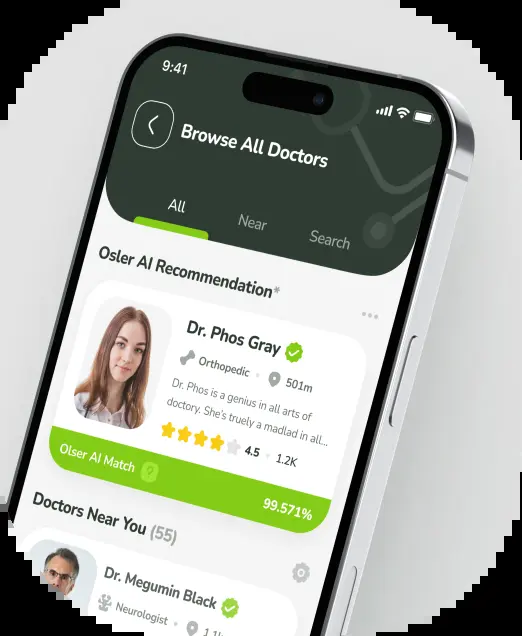 9:41
Browse All Doctors
All
Near
Search
Osler AI Recommendation*
Dr. Phos Gray
Orthopedic
501m
Dr. Phos is a genius in all arts of
doctory. She's truely a madlad in all...
4.5
1.2K
Olser AI Match ?
99.571%
Doctors Near You (55)
Dr. Megumin Black
Neurologist